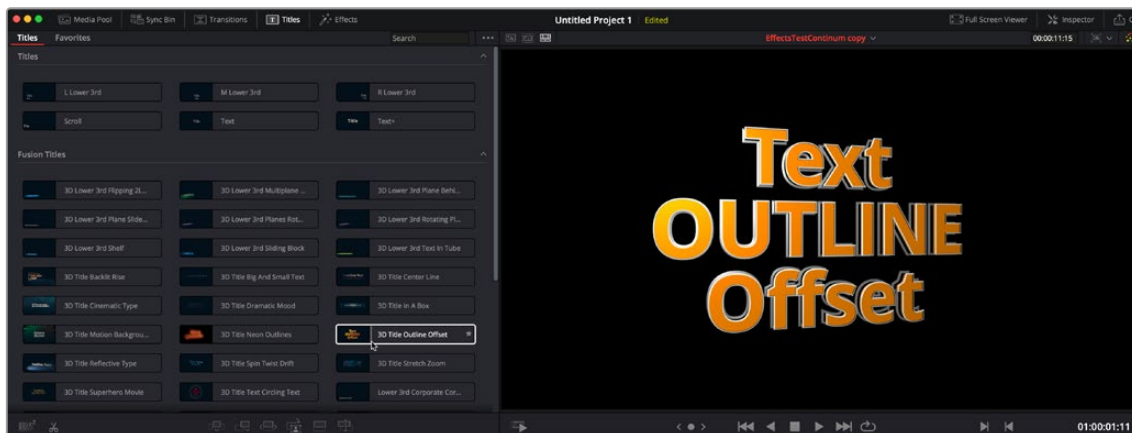 Media Pool Sync Bin Transitions Titles Effects Untitled Project 1 Edited Full Screen Viewer Inspector
Titles Favorites Search EffectsTestContinum copy 00:00:11:15
Titles
L Lower 3rd M Lower 3rd R Lower 3rd
Scroll Text Title Text+
Fusion Titles
3D Lower 3rd Flipping 2L... 3D Lower 3rd Multiplane ... 3D Lower 3rd Plane Behi...
3D Lower 3rd Plane Slide... 3D Lower 3rd Planes Rot... 3D Lower 3rd Rotating Pl...
3D Lower 3rd Shelf 3D Lower 3rd Sliding Block 3D Lower 3rd Text In Tube
3D Title Backlit Rise 3D Title Big And Small Text 3D Title Center Line
3D Title Cinematic Type 3D Title Dramatic Mood 3D Title In A Box
3D Title Motion Backgrou... 3D Title Neon Outlines 3D Title Outline Offset
3D Title Reflective Type 3D Title Spin Twist Drift 3D Title Stretch Zoom
3D Title Superhero Movie 3D Title Text Circling Text Lower 3rd Corporate Cor...
Text
OUTLINE
Offset
01:00:01:11